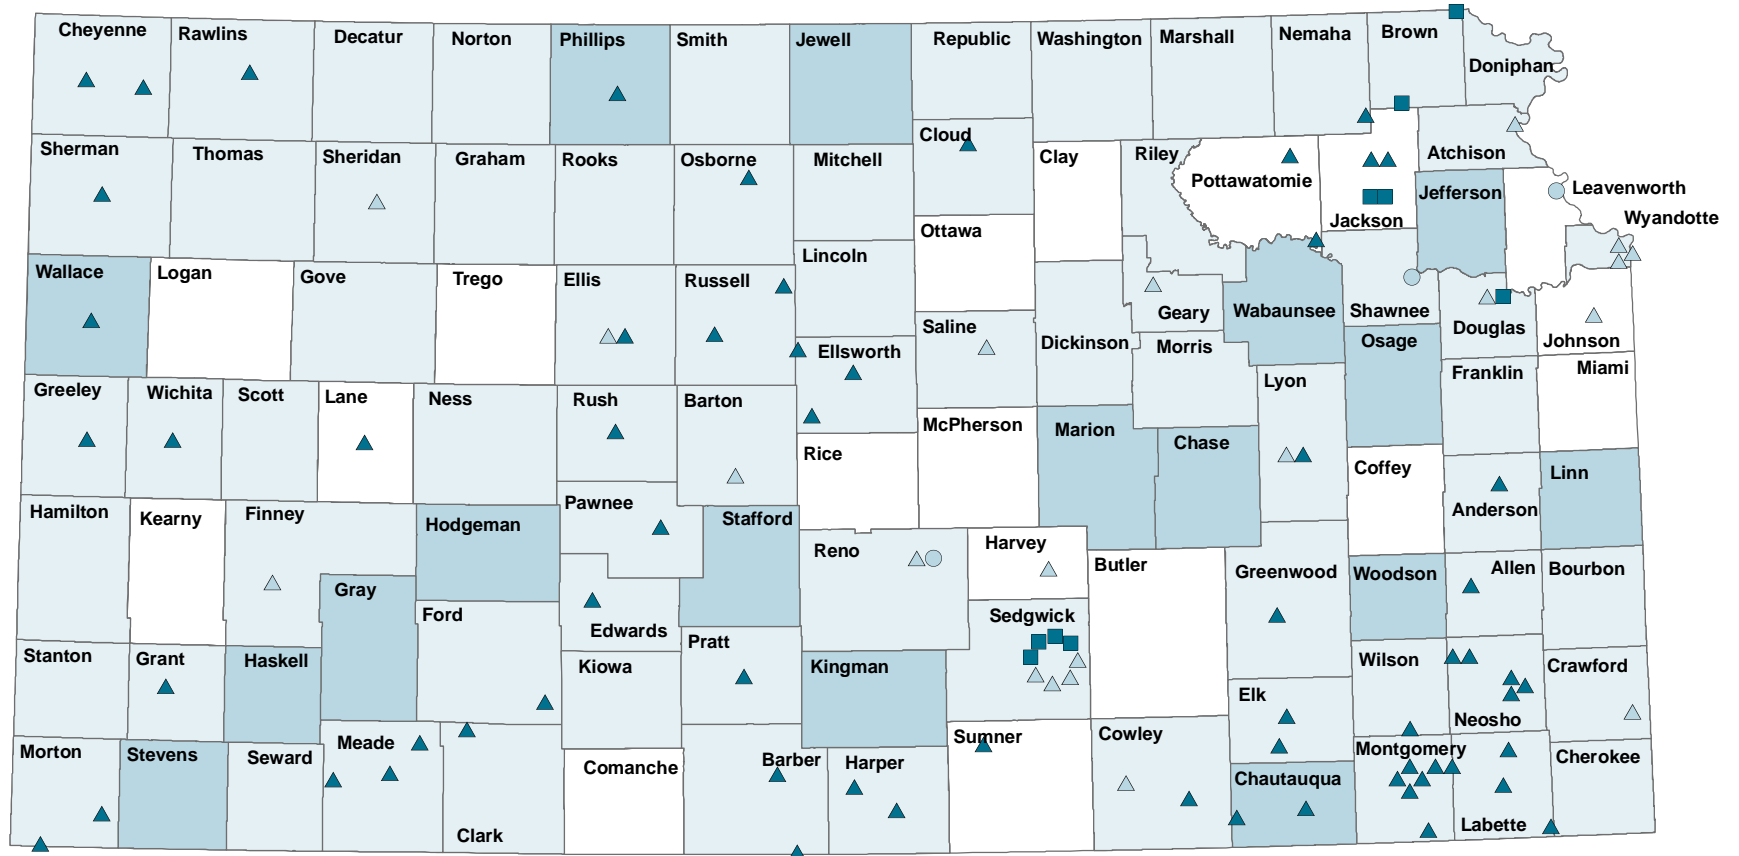 Cheyenne
Rawlins
Decatur
Norton
Phillips
Smith
Jewell
Republic
Washington
Marshall
Nemaha
Brown
Doniphan
Sherman
Thomas
Sheridan
Graham
Rooks
Osborne
Mitchell
Cloud
Clay
Riley
Pottawatomie
Jackson
Atchison
Jefferson
Leavenworth
Wyandotte
Wallace
Logan
Gove
Trego
Ellis
Russell
Lincoln
Ottawa
Saline
Ellsworth
Dickinson
Geary
Morris
Wabaunsee
Shawnee
Osage
Douglas
Johnson
Franklin
Miami
Greeley
Wichita
Scott
Lane
Ness
Rush
Barton
Rice
McPherson
Marion
Chase
Lyon
Coffey
Anderson
Linn
Hamilton
Kearny
Finney
Hodgeman
Pawnee
Stafford
Reno
Harvey
Butler
Greenwood
Woodson
Allen
Bourbon
Gray
Ford
Edwards
Sedgwick
Stanton
Grant
Haskell
Kiowa
Pratt
Kingman
Elk
Wilson
Neosho
Crawford
Morton
Stevens
Seward
Meade
Clark
Comanche
Barber
Harper
Sumner
Cowley
Chautauqua
Montgomery
Labette
Cherokee